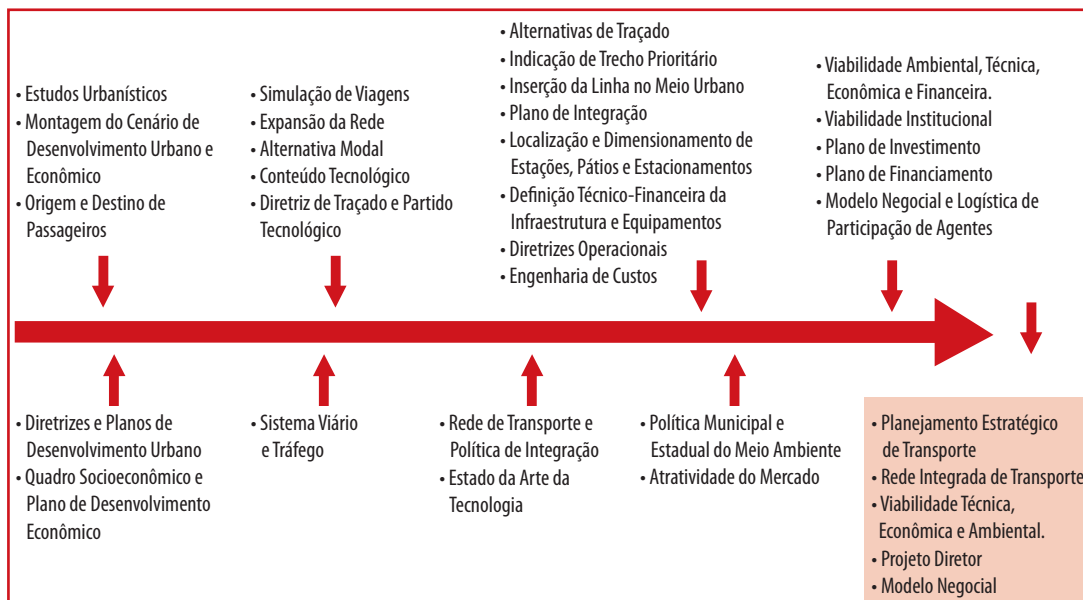 • Estudos Urbanísticos
• Montagem do Cenário de
Desenvolvimento Urbano e
Econômico
• Origem e Destino de
Passageiros
• Simulação de Viagens
• Expansão da Rede
• Alternativa Modal
• Conteúdo Tecnológico
• Diretriz de Traçado e Partido
Tecnológico
• Alternativas de Traçado
• Indicação de Trecho Prioritário
• Inserção da Linha no Meio Urbano
• Plano de Integração
• Localização e Dimensionamento de
Estações, Pátios e Estacionamentos
• Definição Técnico-Financeira da
Infraestrutura e Equipamentos
• Diretrizes Operacionais
• Engenharia de Custos
• Viabilidade Ambiental, Técnica,
Econômica e Financeira.
• Viabilidade Institucional
• Plano de Investimento
• Plano de Financiamento
• Modelo Negocial e Logística de
Participação de Agentes
• Diretrizes e Planos de
Desenvolvimento Urbano
• Quadro Socioeconômico e
Plano de Desenvolvimento
Econômico
• Sistema Viário
e Tráfego
• Rede de Transporte e
Política de Integração
• Estado da Arte da
Tecnologia
• Política Municipal e
Estadual do Meio Ambiente
• Atratividade do Mercado
• Planejamento Estratégico
de Transporte
• Rede Integrada de Transporte
• Viabilidade Técnica,
Econômica e Ambiental.
• Projeto Diretor
• Modelo Negocial